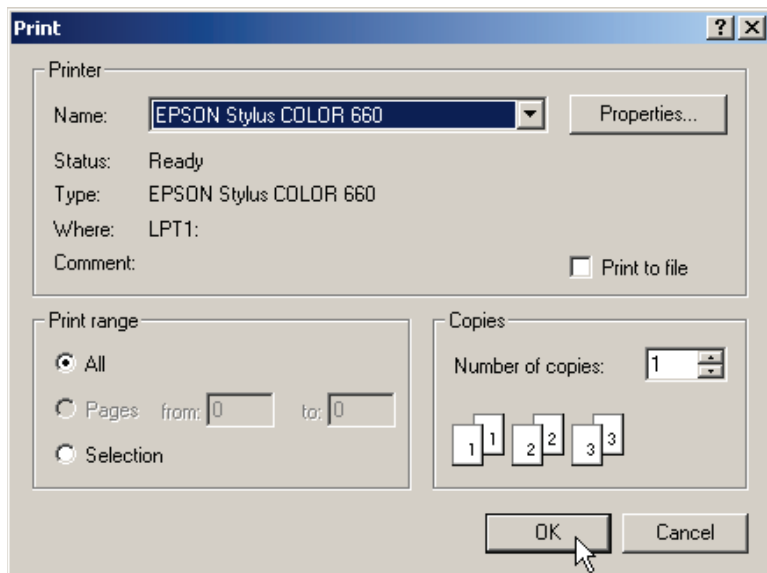 Print
Printer
Name: EPSON Stylus COLOR 660 Properties...
Status: Ready
Type: EPSON Stylus COLOR 660
Where: LPT1:
Comment: Print to file
Print range
All
Pages from: 0 to: 0
Selection
Copies
Number of copies: 1
1 1 2 2 3 3
OK Cancel